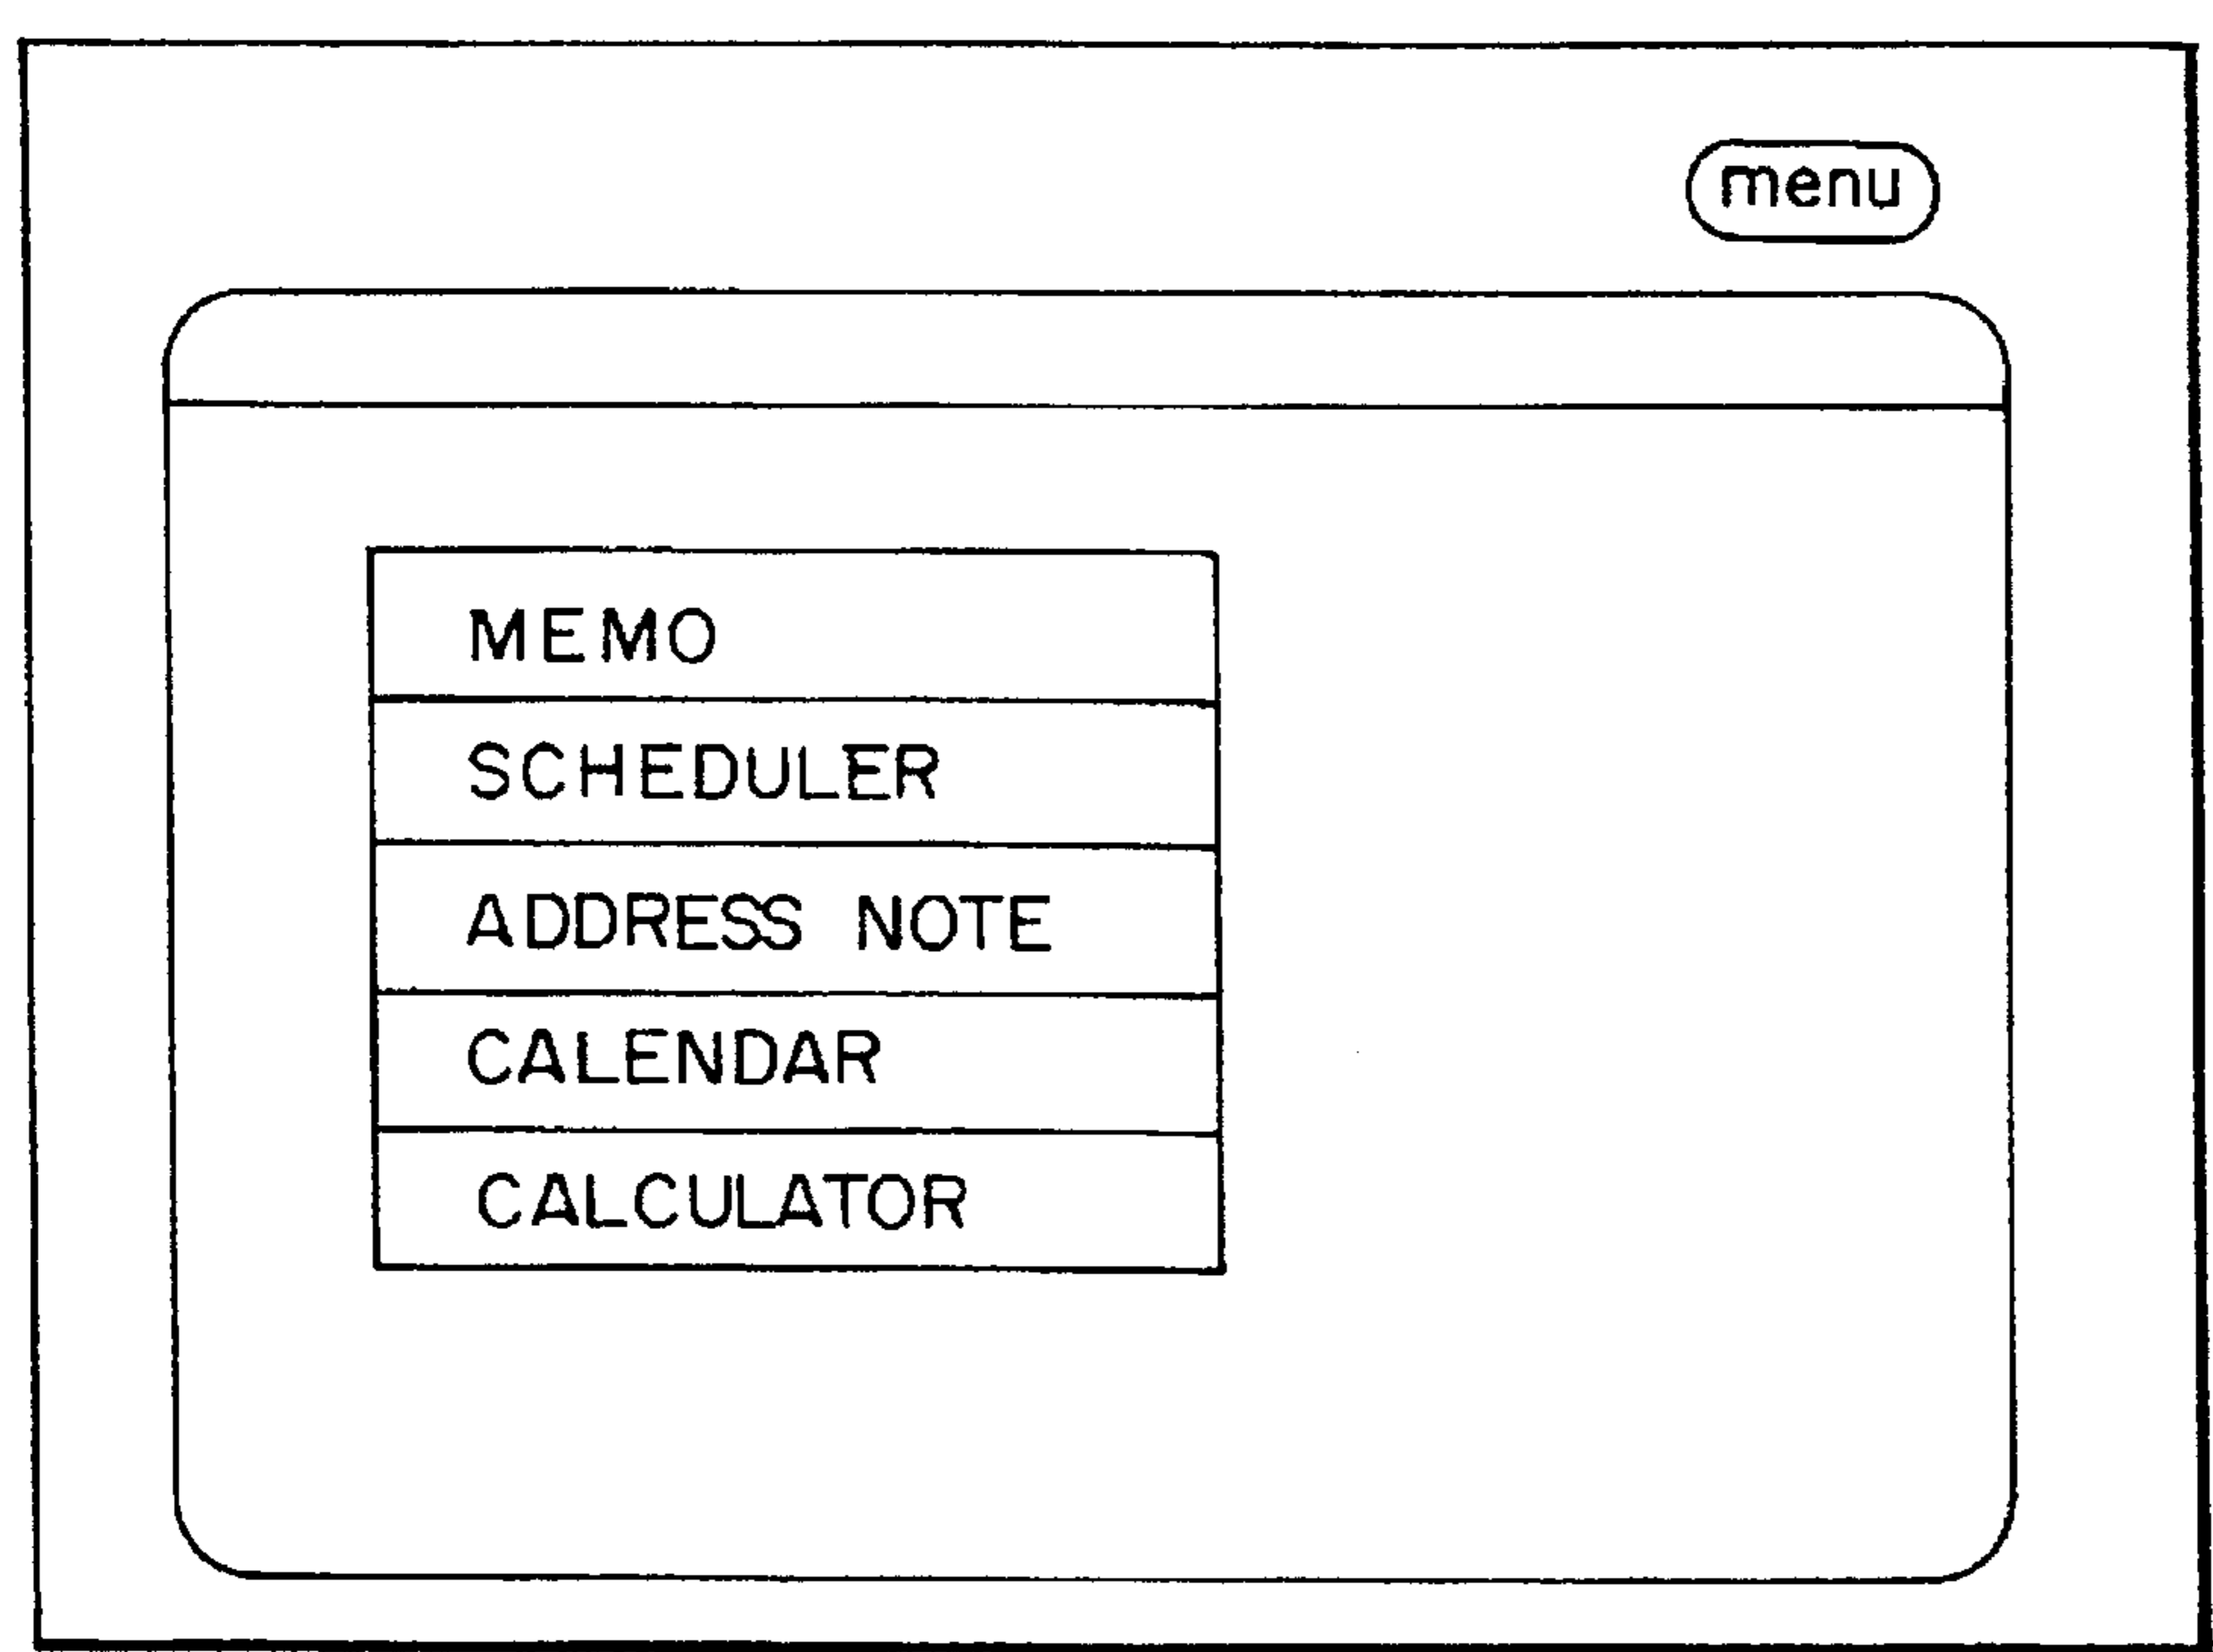 menu
MEMO
SCHEDULER
ADDRESS NOTE
CALENDAR
CALCULATOR